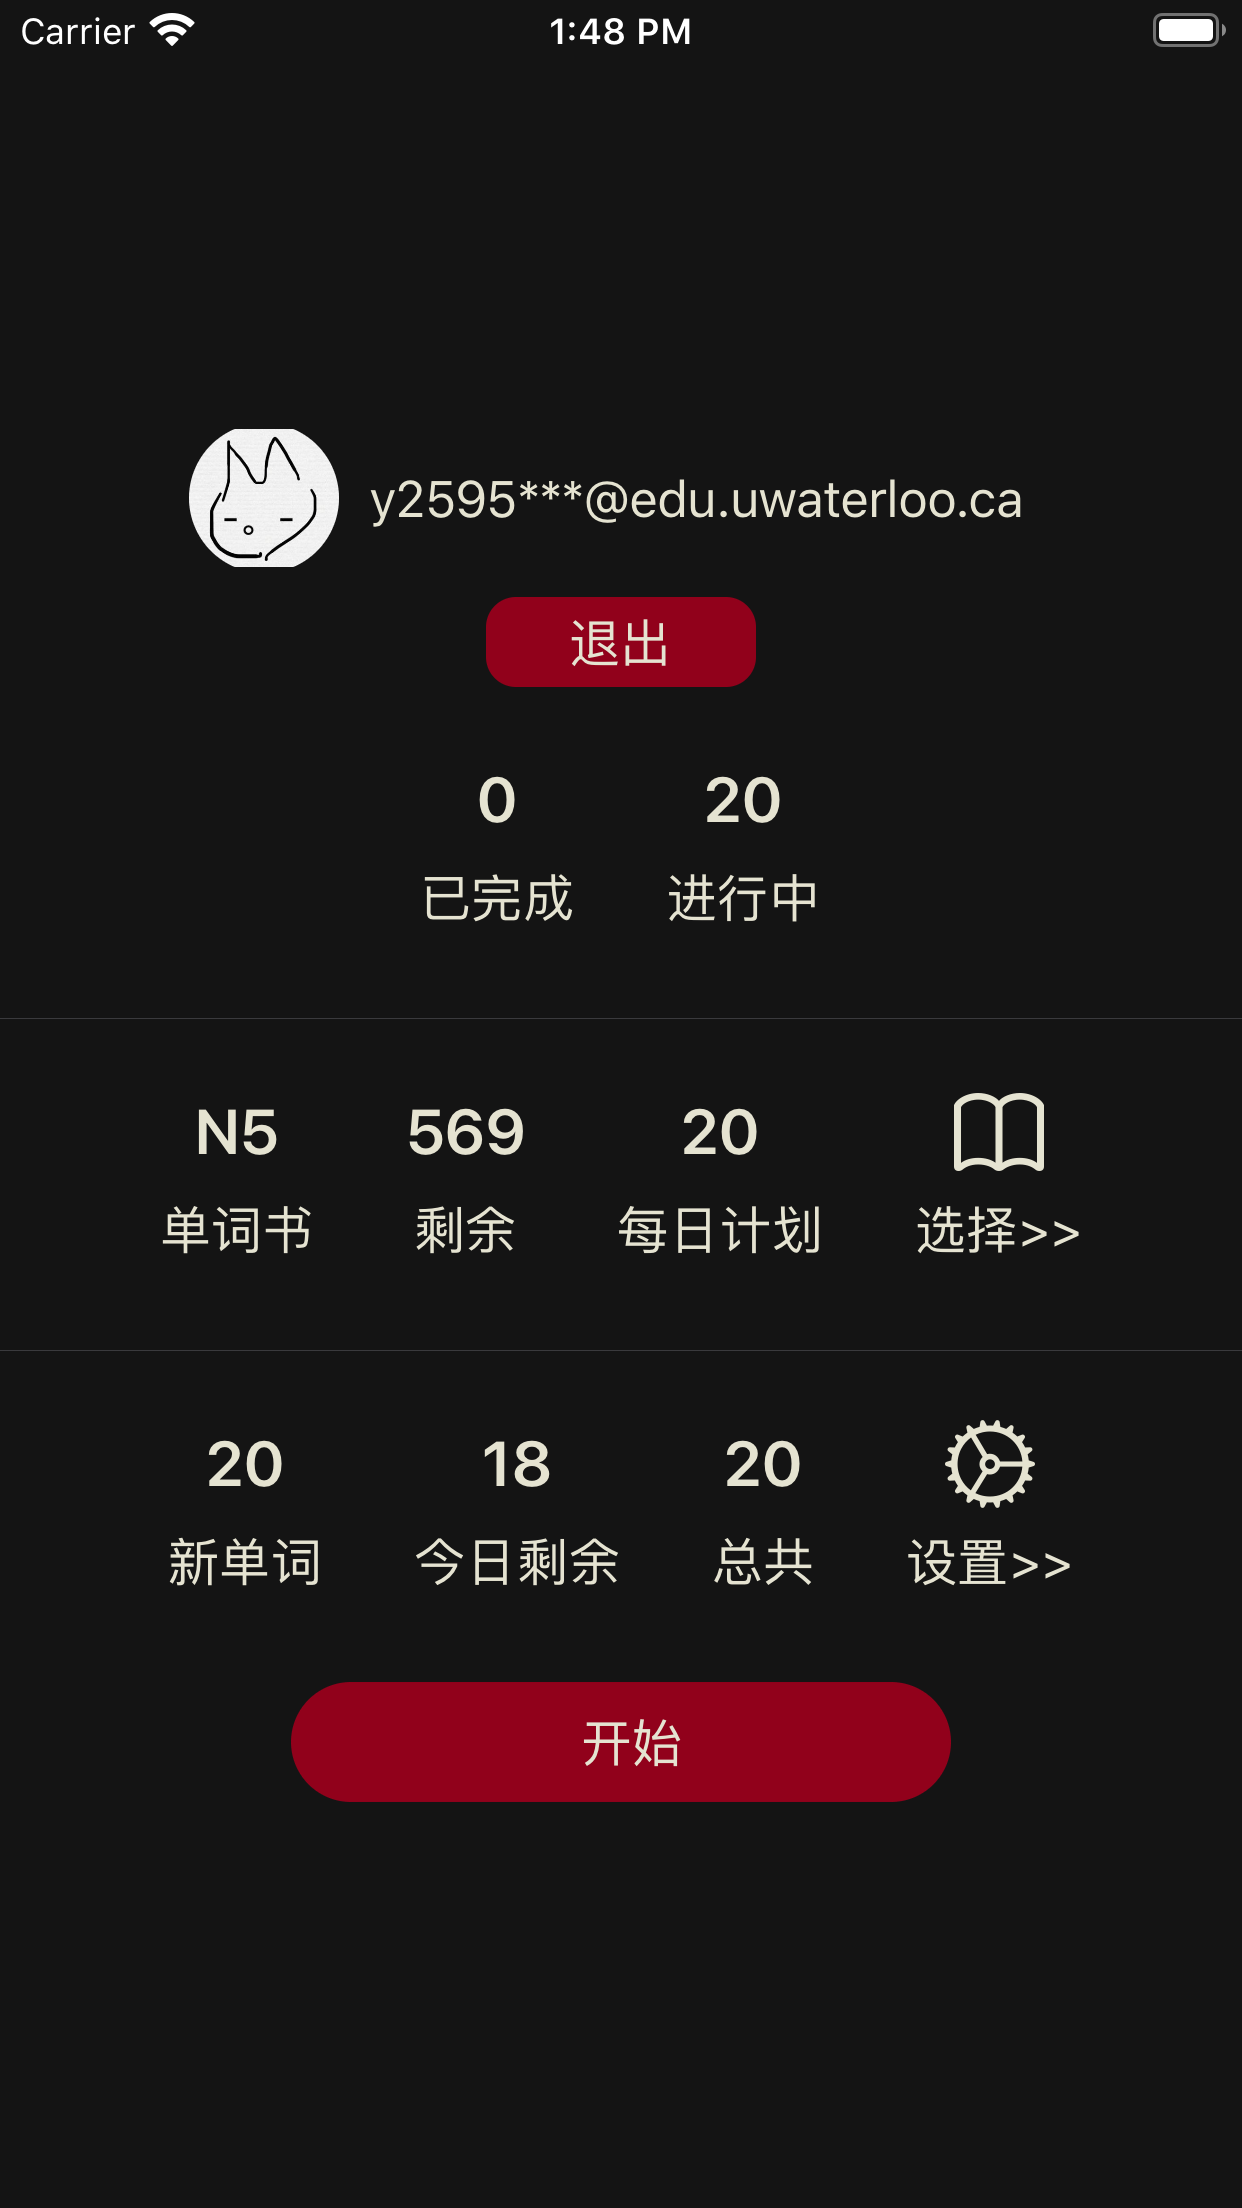 Carrier 1:48 PM
y2595***@edu.uwaterloo.ca
退出
0 20
已完成 进行中
N5 569 20
单词书 剩余 每日计划 选择>>
20 18 20
新单词 今日剩余 总共 设置>>
开始